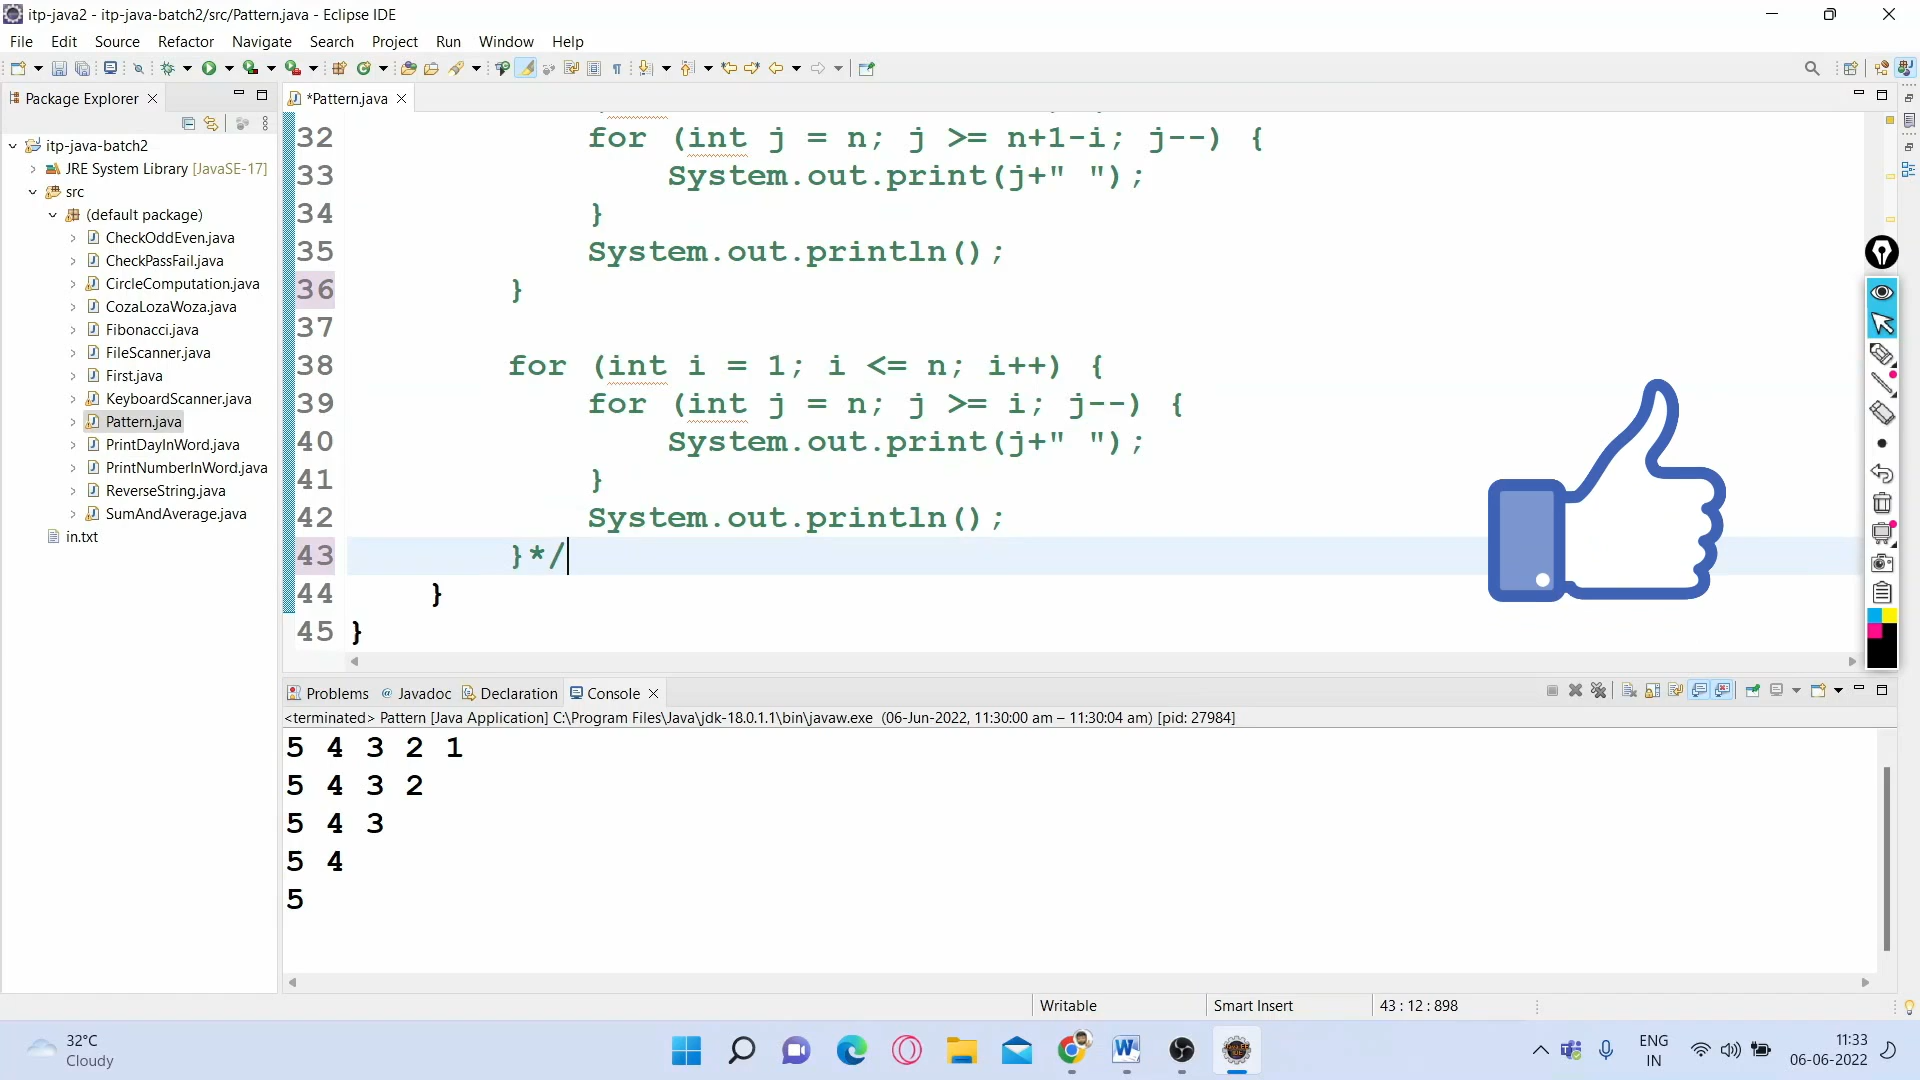 itp-java2 - itp-java-batch2/src/Pattern.java - Eclipse IDE
File Edit Source Refactor Navigate Search Project Run Window Help
Package Explorer
*Pattern.java
itp-java-batch2
JRE System Library [JavaSE-17]
src
(default package)
CheckOddEven.java
CheckPassFail.java
CircleComputation.java
CozaLozaWoza.java
Fibonacci.java
FileScanner.java
First.java
KeyboardScanner.java
Pattern.java
PrintDayInWord.java
PrintNumberInWord.java
ReverseString.java
SumAndAverage.java
in.txt
32 for (int j = n; j >= n+1-i; j--) {
33 System.out.print(j+" ");
34 }
35 System.out.println();
36 }
37
38 for (int i = 1; i <= n; i++) {
39 for (int j = n; j >= i; j--) {
40 System.out.print(j+" ");
41 }
42 System.out.println();
43 }*/
44 }
45 }
Problems @ Javadoc Declaration Console
<terminated> Pattern [Java Application] C:\Program Files\Java\jdk-18.0.1.1\bin\javaw.exe (06-Jun-2022, 11:30:00 am – 11:30:04 am) [pid: 27984]
5 4 3 2 1
5 4 3 2
5 4 3
5 4
5
Writable Smart Insert 43 : 12 : 898
32°C
Cloudy
ENG
IN
11:33
06-06-2022